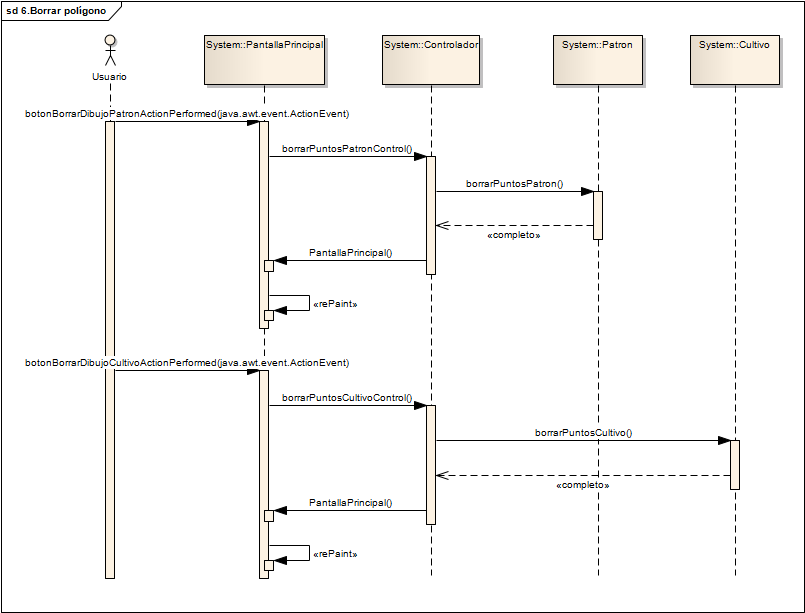 sd 6.Borrar polígono
System::PantallaPrincipal
System::Controlador
System::Patron
System::Cultivo
Usuario
botonBorrarDibujoPatronActionPerformed(java.awt.event.ActionEvent)
borrarPuntosPatronControl()
borrarPuntosPatron()
«completo»
PantallaPrincipal()
«rePaint»
botonBorrarDibujoCultivoActionPerformed(java.awt.event.ActionEvent)
borrarPuntosCultivoControl()
borrarPuntosCultivo()
«completo»
PantallaPrincipal()
«rePaint»